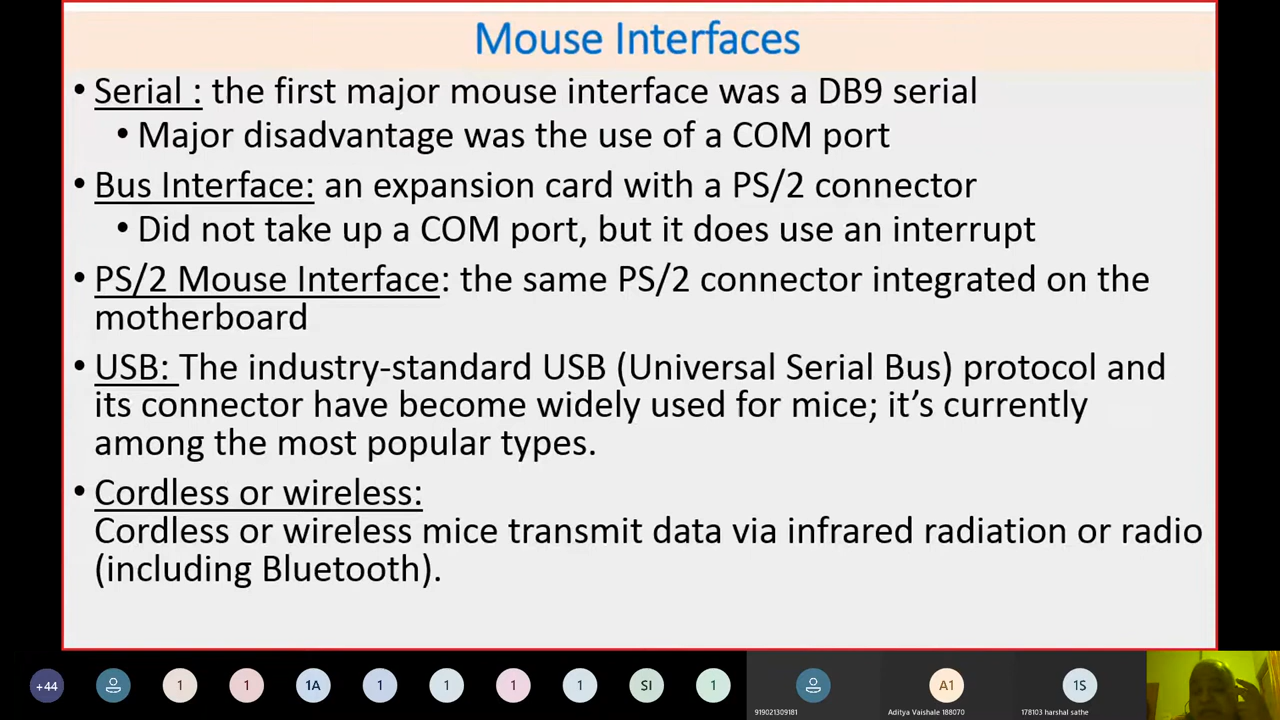 Mouse Interfaces
• Serial : the first major mouse interface was a DB9 serial
• Major disadvantage was the use of a COM port
• Bus Interface: an expansion card with a PS/2 connector
• Did not take up a COM port, but it does use an interrupt
• PS/2 Mouse Interface: the same PS/2 connector integrated on the
motherboard
• USB: The industry-standard USB (Universal Serial Bus) protocol and
its connector have become widely used for mice; it’s currently
among the most popular types.
• Cordless or wireless:
Cordless or wireless mice transmit data via infrared radiation or radio
(including Bluetooth).
+44 1 1 1A 1 1 1 1 SI 1 A1 1S
919021309181 Aditya Vaishale 188070 178103 harshal sathe